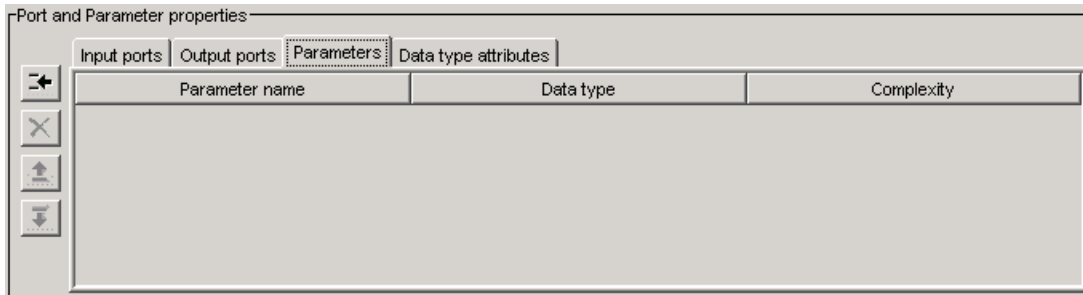 Port and Parameter properties
Input ports Output ports Parameters Data type attributes
Parameter name Data type Complexity